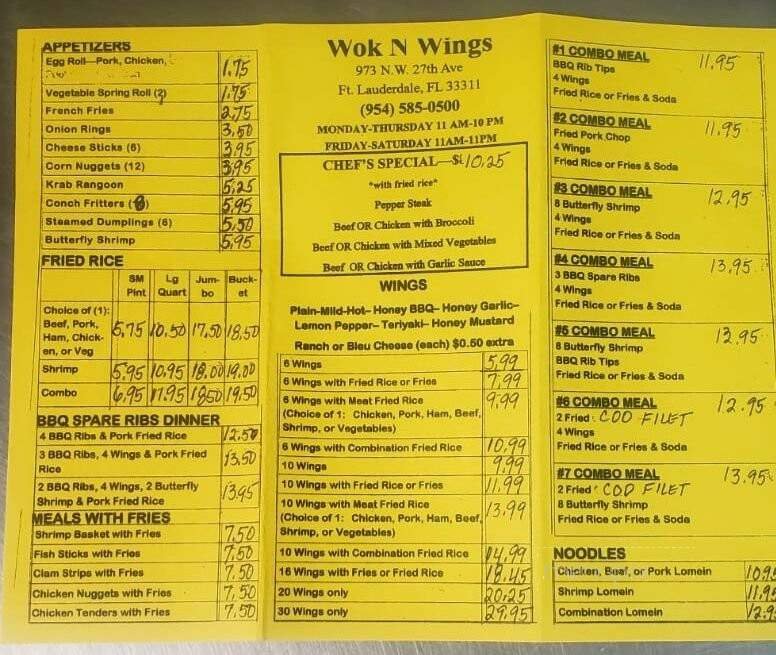 APPETIZERS
Egg Roll—Pork, Chicken, 1.75
Vegetable Spring Roll (2) 1.75
French Fries 2.75
Onion Rings 3.50
Cheese Sticks (6) 3.95
Corn Nuggets (12) 3.95
Krab Rangoon 5.25
Conch Fritters (8) 5.95
Steamed Dumplings (6) 5.50
Butterfly Shrimp 5.95
FRIED RICE
SM Pint Lg Quart Jum-bo Buck-et
Choice of (1):
Beef, Pork,
Ham, Chick-
en, or Veg 5.75 10.50 17.50 18.50
Shrimp 5.95 10.95 18.00 19.00
Combo 6.95 11.95 18.50 19.50
BBQ SPARE RIBS DINNER
4 BBQ Ribs & Pork Fried Rice 12.50
3 BBQ Ribs, 4 Wings & Pork Fried
Rice 13.50
2 BBQ Ribs, 4 Wings, 2 Butterfly
Shrimp & Pork Fried Rice 13.95
MEALS WITH FRIES
Shrimp Basket with Fries 7.50
Fish Sticks with Fries 7.50
Clam Strips with Fries 7.50
Chicken Nuggets with Fries 7.50
Chicken Tenders with Fries 7.50
Wok N Wings
973 N.W. 27th Ave
Ft. Lauderdale, FL 33311
(954) 585-0500
MONDAY-THURSDAY 11 AM-10 PM
FRIDAY-SATURDAY 11AM-11PM
CHEF'S SPECIAL—$10.25
*with fried rice*
Pepper Steak
Beef OR Chicken with Broccoli
Beef OR Chicken with Mixed Vegetables
Beef OR Chicken with Garlic Sauce
WINGS
Plain-Mild-Hot- Honey BBQ- Honey Garlic-
Lemon Pepper- Teriyaki- Honey Mustard
Ranch or Bleu Cheese (each) $0.50 extra
6 Wings 5.99
6 Wings with Fried Rice or Fries 7.99
6 Wings with Meat Fried Rice 9.99
(Choice of 1: Chicken, Pork, Ham, Beef,
Shrimp, or Vegetables)
6 Wings with Combination Fried Rice 10.99
10 Wings 9.99
10 Wings with Fried Rice or Fries 11.99
10 Wings with Meat Fried Rice 13.99
(Choice of 1: Chicken, Pork, Ham, Beef,
Shrimp, or Vegetables)
10 Wings with Combination Fried Rice 14.99
16 Wings with Fries or Fried Rice 18.45
20 Wings only 20.25
30 Wings only 29.95
#1 COMBO MEAL 11.95
BBQ Rib Tips
4 Wings
Fried Rice or Fries & Soda
#2 COMBO MEAL 11.95
Fried Pork Chop
4 Wings
Fried Rice or Fries & Soda
#3 COMBO MEAL 12.95
8 Butterfly Shrimp
4 Wings
Fried Rice or Fries & Soda
#4 COMBO MEAL 13.95
3 BBQ Spare Ribs
4 Wings
Fried Rice or Fries & Soda
#5 COMBO MEAL 13.95
8 Butterfly Shrimp
BBQ Rib Tips
Fried Rice or Fries & Soda
#6 COMBO MEAL 12.95
2 Fried COD FILET
4 Wings
Fried Rice or Fries & Soda
#7 COMBO MEAL 13.95
2 Fried COD FILET
8 Butterfly Shrimp
Fried Rice or Fries & Soda
NOODLES
Chicken, Beef, or Pork Lomein 10.95
Shrimp Lomein 11.95
Combination Lomein 12.9